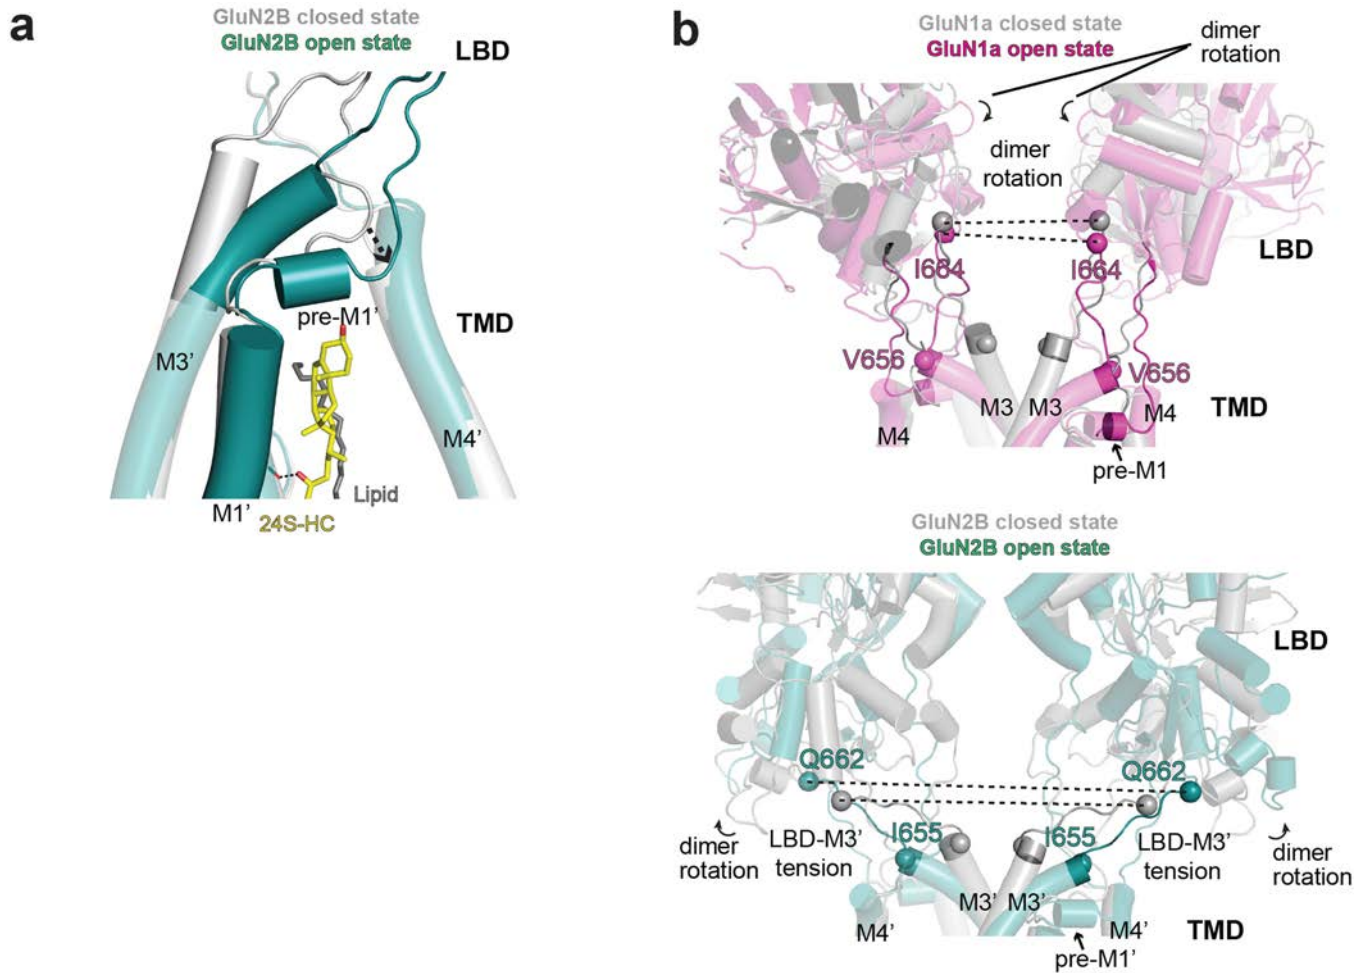 a
GluN2B closed state
GluN2B open state
LBD
pre-M1'
TMD
M3'
M4'
Lipid
M1'
24S-HC
b
GluN1a closed state
GluN1a open state
dimer
rotation
dimer
rotation
LBD
I664
I664
V656
V656
M3
M3
M4
M4
TMD
pre-M1
GluN2B closed state
GluN2B open state
LBD
Q662
Q662
I655
I655
dimer
rotation
LBD-M3'
tension
LBD-M3'
tension
dimer
rotation
M3'
M3'
M4'
M4'
TMD
pre-M1'